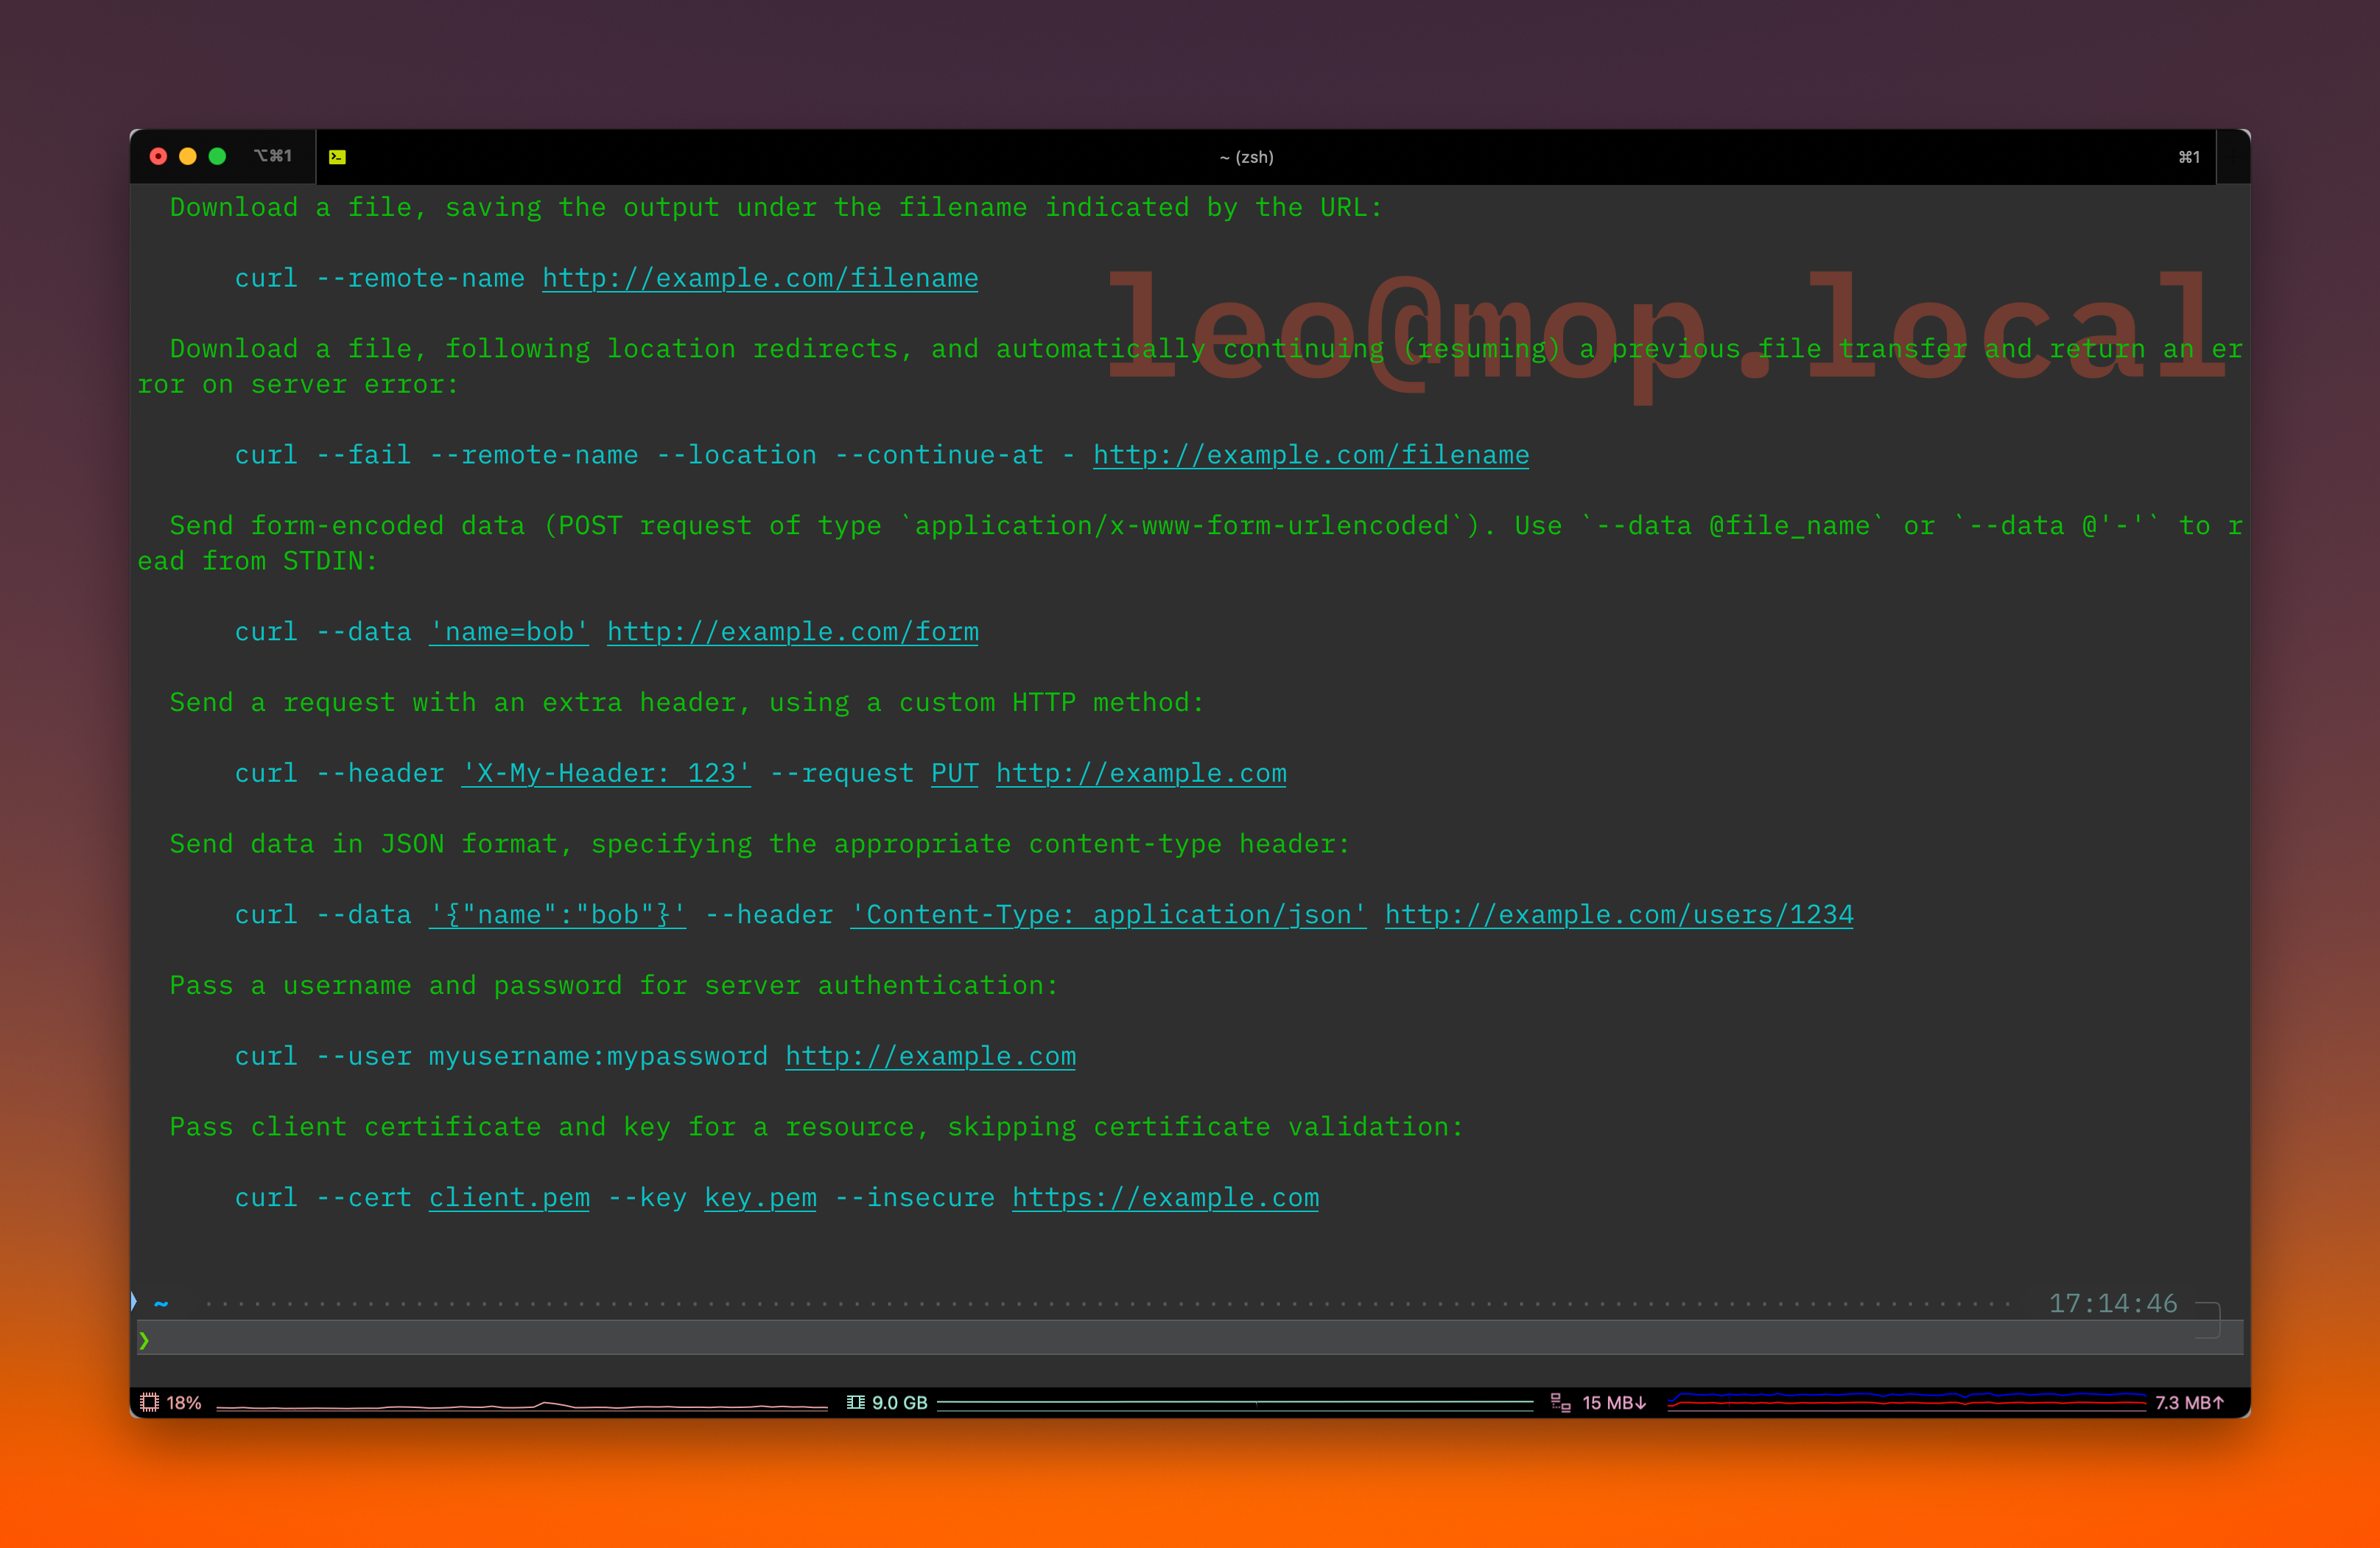 ⌥⌘1
~ (zsh)
⌘1
Download a file, saving the output under the filename indicated by the URL:
curl --remote-name http://example.com/filename
leo@mop.local
Download a file, following location redirects, and automatically continuing (resuming) a previous file transfer and return an er
ror on server error:
curl --fail --remote-name --location --continue-at - http://example.com/filename
Send form-encoded data (POST request of type `application/x-www-form-urlencoded`). Use `--data @file_name` or `--data @'-'` to r
ead from STDIN:
curl --data 'name=bob' http://example.com/form
Send a request with an extra header, using a custom HTTP method:
curl --header 'X-My-Header: 123' --request PUT http://example.com
Send data in JSON format, specifying the appropriate content-type header:
curl --data '{"name":"bob"}' --header 'Content-Type: application/json' http://example.com/users/1234
Pass a username and password for server authentication:
curl --user myusername:mypassword http://example.com
Pass client certificate and key for a resource, skipping certificate validation:
curl --cert client.pem --key key.pem --insecure https://example.com
~ 17:14:46
❯
18% 9.0 GB 15 MB↓ 7.3 MB↑